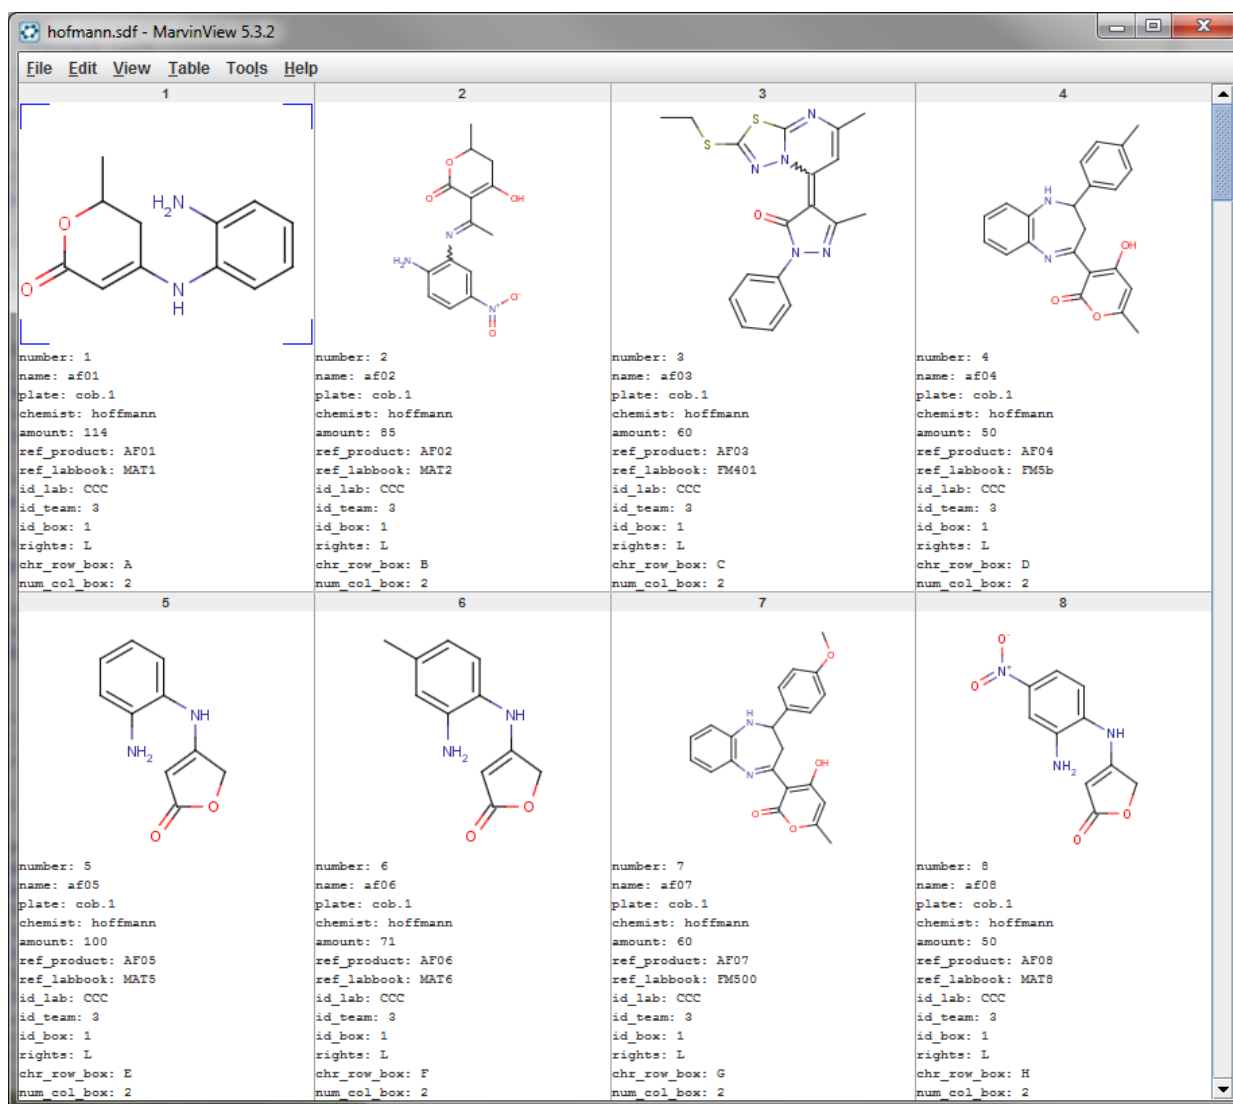 hofmann.sdf - MarvinView 5.3.2
File Edit View Table Tools Help
1
H₂N
O
O
N
H
number: 1
name: af01
plate: cob.1
chemist: hoffmann
amount: 114
ref_product: AF01
ref_labbook: MAT1
id_lab: CCC
id_team: 3
id_box: 1
rights: L
chr_row_box: A
num_col_box: 2
2
O
O
OH
N
H₂N
N⁺
O⁻
O
number: 2
name: af02
plate: cob.1
chemist: hoffmann
amount: 85
ref_product: AF02
ref_labbook: MAT2
id_lab: CCC
id_team: 3
id_box: 1
rights: L
chr_row_box: B
num_col_box: 2
3
S
N
S
N
N
O
N
N
number: 3
name: af03
plate: cob.1
chemist: hoffmann
amount: 60
ref_product: AF03
ref_labbook: FM401
id_lab: CCC
id_team: 3
id_box: 1
rights: L
chr_row_box: C
num_col_box: 2
4
H
N
N
OH
O
O
number: 4
name: af04
plate: cob.1
chemist: hoffmann
amount: 50
ref_product: AF04
ref_labbook: FM5b
id_lab: CCC
id_team: 3
id_box: 1
rights: L
chr_row_box: D
num_col_box: 2
5
NH
NH₂
O
O
number: 5
name: af05
plate: cob.1
chemist: hoffmann
amount: 100
ref_product: AF05
ref_labbook: MAT5
id_lab: CCC
id_team: 3
id_box: 1
rights: L
chr_row_box: E
num_col_box: 2
6
NH
NH₂
O
O
number: 6
name: af06
plate: cob.1
chemist: hoffmann
amount: 71
ref_product: AF06
ref_labbook: MAT6
id_lab: CCC
id_team: 3
id_box: 1
rights: L
chr_row_box: F
num_col_box: 2
7
O
H
N
N
OH
O
O
number: 7
name: af07
plate: cob.1
chemist: hoffmann
amount: 60
ref_product: AF07
ref_labbook: FM500
id_lab: CCC
id_team: 3
id_box: 1
rights: L
chr_row_box: G
num_col_box: 2
8
O⁻
N⁺
O
NH
NH₂
O
O
number: 8
name: af08
plate: cob.1
chemist: hoffmann
amount: 50
ref_product: AF08
ref_labbook: MAT8
id_lab: CCC
id_team: 3
id_box: 1
rights: L
chr_row_box: H
num_col_box: 2